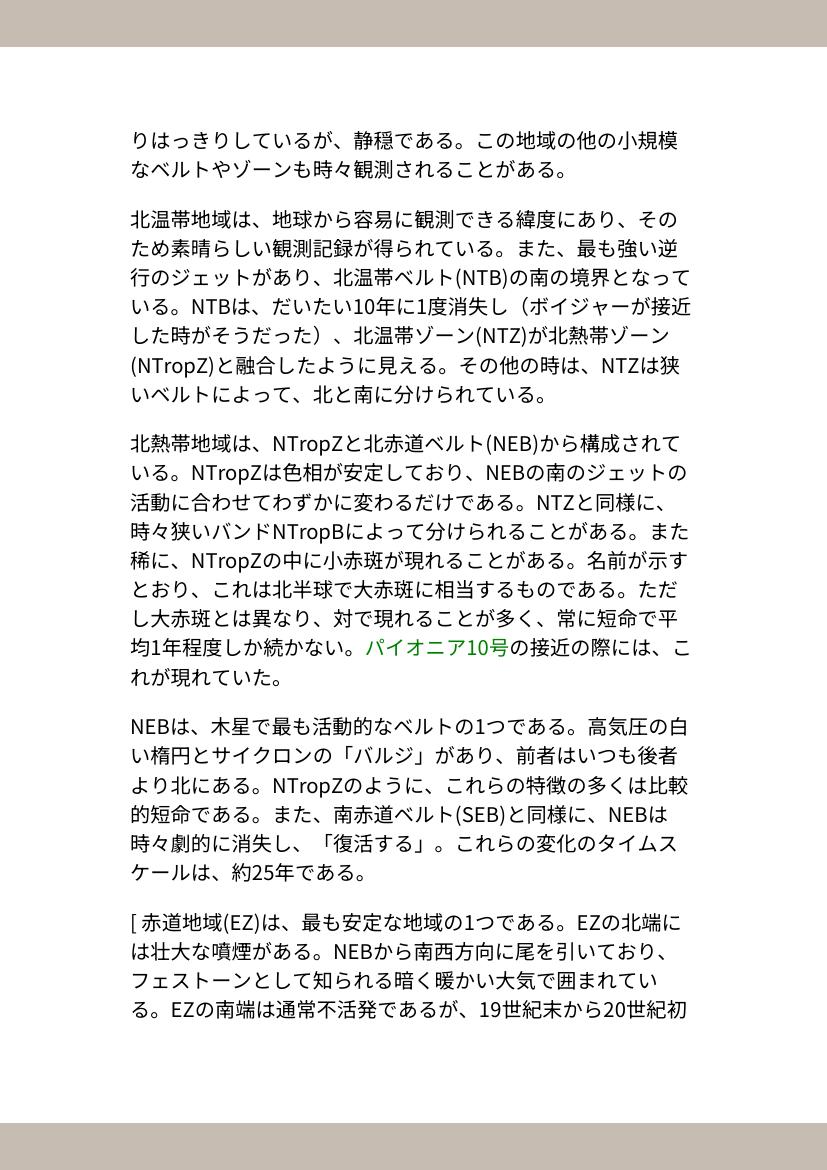 りはっきりしているが、静穏である。この地域の他の小規模
なベルトやゾーンも時々観測されることがある。
北温帯地域は、地球から容易に観測できる緯度にあり、その
ため素晴らしい観測記録が得られている。また、最も強い逆
行のジェットがあり、北温帯ベルト(NTB)の南の境界となって
いる。NTBは、だいたい10年に1度消失し（ボイジャーが接近
した時がそうだった）、北温帯ゾーン(NTZ)が北熱帯ゾーン
(NTropZ)と融合したように見える。その他の時は、NTZは狭
いベルトによって、北と南に分けられている。
北熱帯地域は、NTropZと北赤道ベルト(NEB)から構成されて
いる。NTropZは色相が安定しており、NEBの南のジェットの
活動に合わせてわずかに変わるだけである。NTZと同様に、
時々狭いバンドNTropBによって分けられることがある。また
稀に、NTropZの中に小赤斑が現れることがある。名前が示す
とおり、これは北半球で大赤斑に相当するものである。ただ
し大赤斑とは異なり、対で現れることが多く、常に短命で平
均1年程度しか続かない。パイオニア10号の接近の際には、こ
れが現れていた。
NEBは、木星で最も活動的なベルトの1つである。高気圧の白
い楕円とサイクロンの「バルジ」があり、前者はいつも後者
より北にある。NTropZのように、これらの特徴の多くは比較
的短命である。また、南赤道ベルト(SEB)と同様に、NEBは
時々劇的に消失し、「復活する」。これらの変化のタイムス
ケールは、約25年である。
[ 赤道地域(EZ)は、最も安定な地域の1つである。EZの北端に
は壮大な噴煙がある。NEBから南西方向に尾を引いており、
フェストーンとして知られる暗く暖かい大気で囲まれてい
る。EZの南端は通常不活発であるが、19世紀末から20世紀初